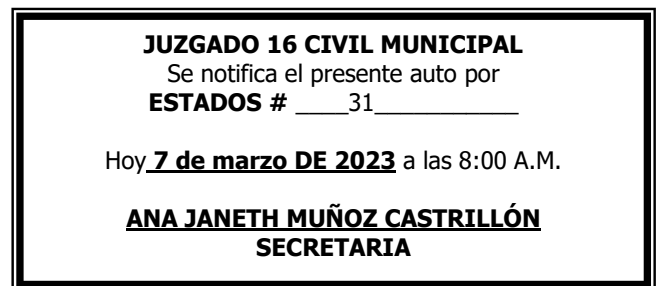 JUZGADO 16 CIVIL MUNICIPAL
Se notifica el presente auto por
ESTADOS # ____31___________
Hoy 7 de marzo DE 2023 a las 8:00 A.M.
ANA JANETH MUÑOZ CASTRILLÓN
SECRETARIA